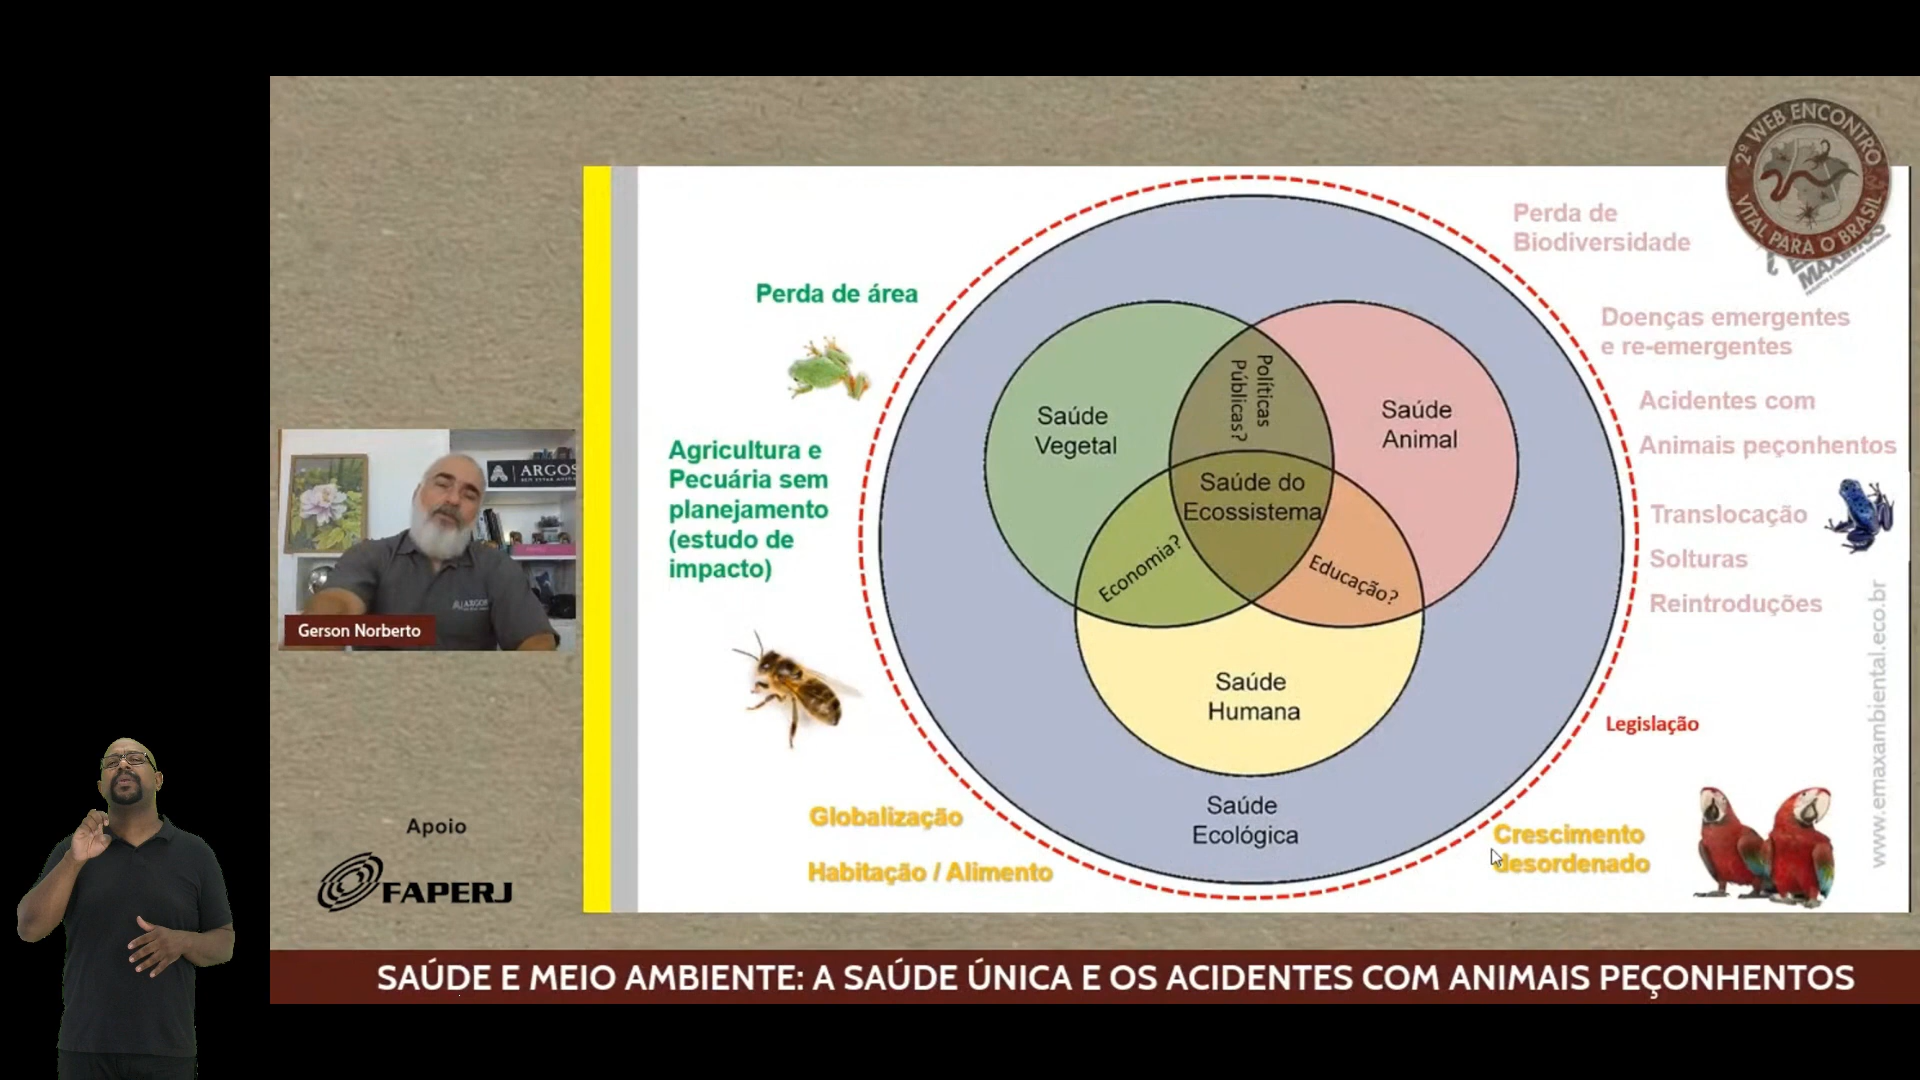 2º WEB ENCONTRO
VITAL PARA O BRASIL
Perda de
Biodiversidade
Perda de área
Doenças emergentes
e re-emergentes
Políticas
Públicas?
Saúde
Vegetal
Saúde
Animal
Acidentes com
Animais peçonhentos
Agricultura e
Pecuária sem
planejamento
(estudo de
impacto)
Saúde do
Ecossistema
Translocação
Solturas
Reintroduções
Economia?
Educação?
ARGOS
ARGOS
Gerson Norberto
Saúde
Humana
Legislação
www.emaxambiental.eco.br
Saúde
Ecológica
Globalização
Habitação / Alimento
Crescimento
desordenado
Apoio
FAPERJ
SAÚDE E MEIO AMBIENTE: A SAÚDE ÚNICA E OS ACIDENTES COM ANIMAIS PEÇONHENTOS